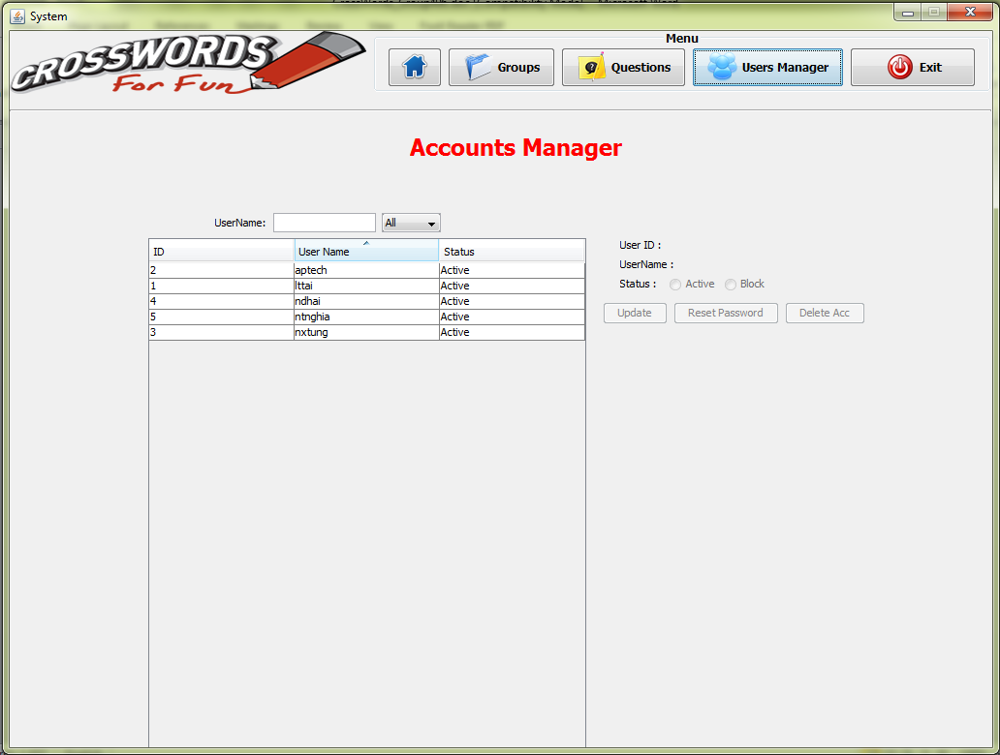 System
CROSSWORDS
For Fun
Menu
Groups
Questions
Users Manager
Exit
Accounts Manager
UserName:
All
ID User Name Status
2 aptech Active
1 lttai Active
4 ndhai Active
5 ntnghia Active
3 nxtung Active
User ID :
UserName :
Status : Active Block
Update Reset Password Delete Acc